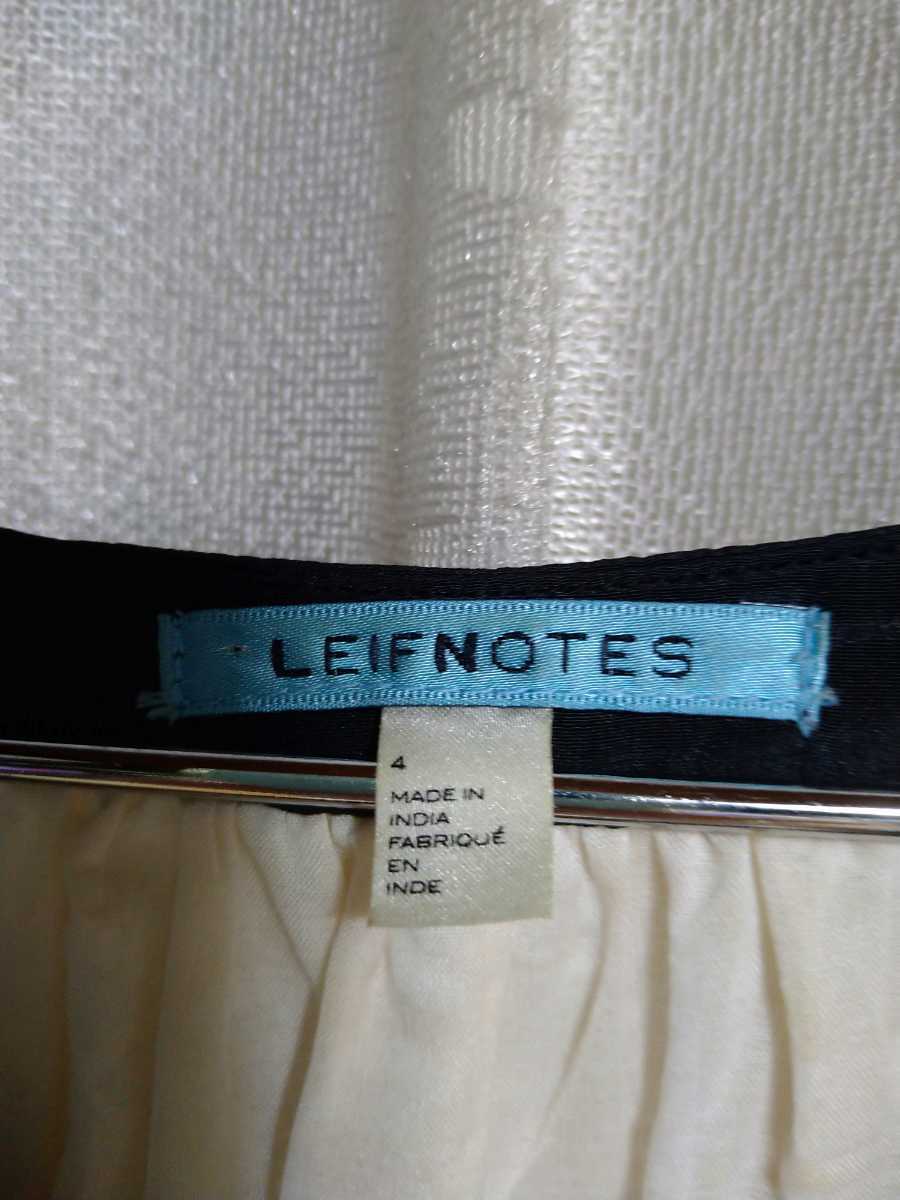 LEIFNOTES
4
MADE IN
INDIA
FABRIQUÉ
EN
INDE